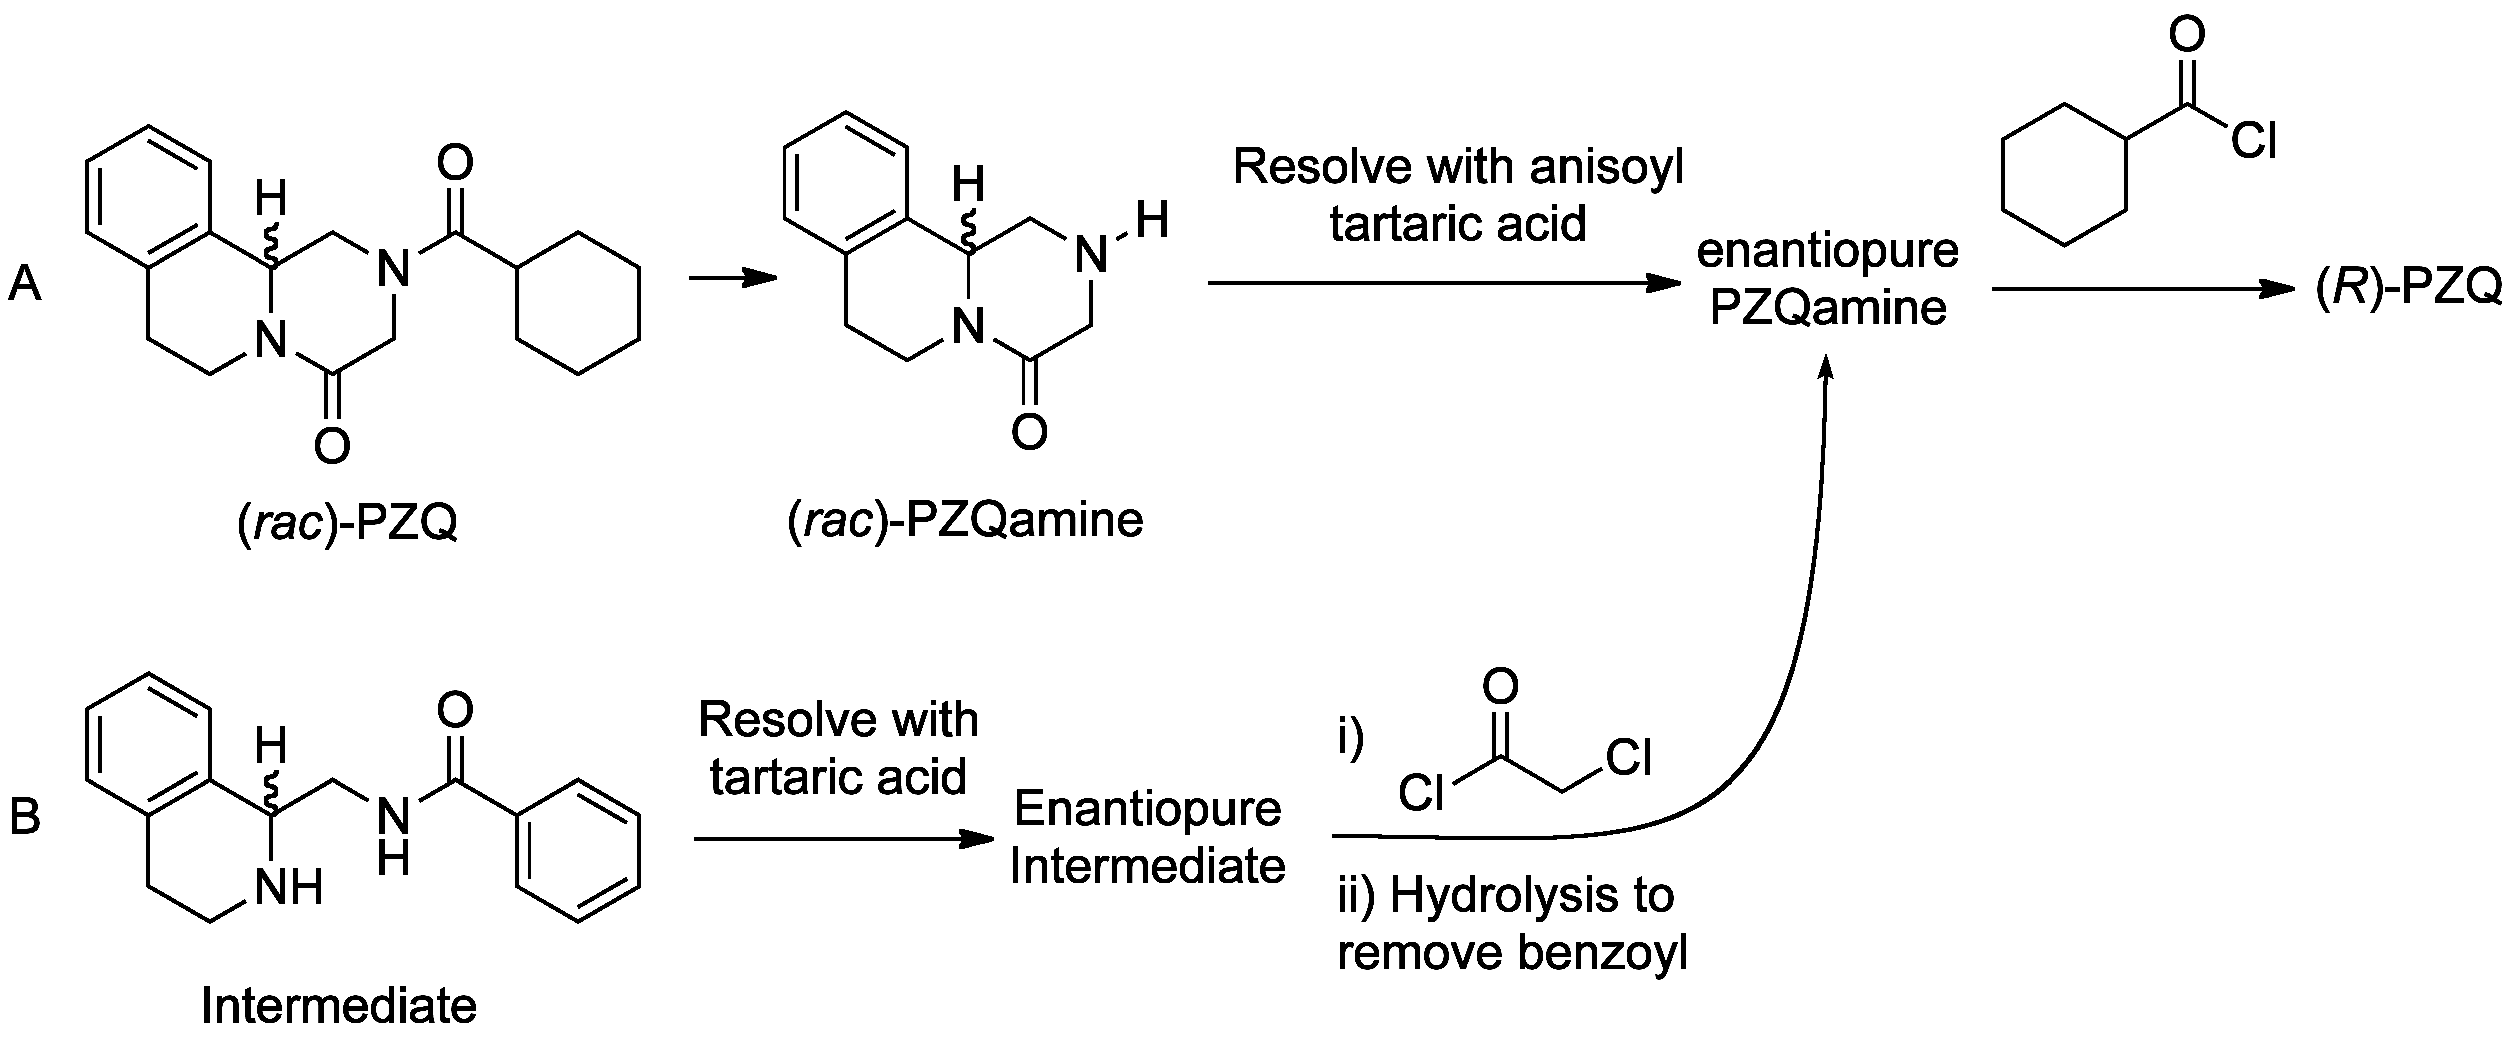 A
H
N
N
O
O
(rac)-PZQ
H
N
H
N
O
(rac)-PZQamine
Resolve with anisoyl
tartaric acid
enantiopure
PZQamine
O
Cl
(R)-PZQ
B
H
NH
N
H
O
Intermediate
Resolve with
tartaric acid
Enantiopure
Intermediate
i)
O
Cl
Cl
ii) Hydrolysis to
remove benzoyl